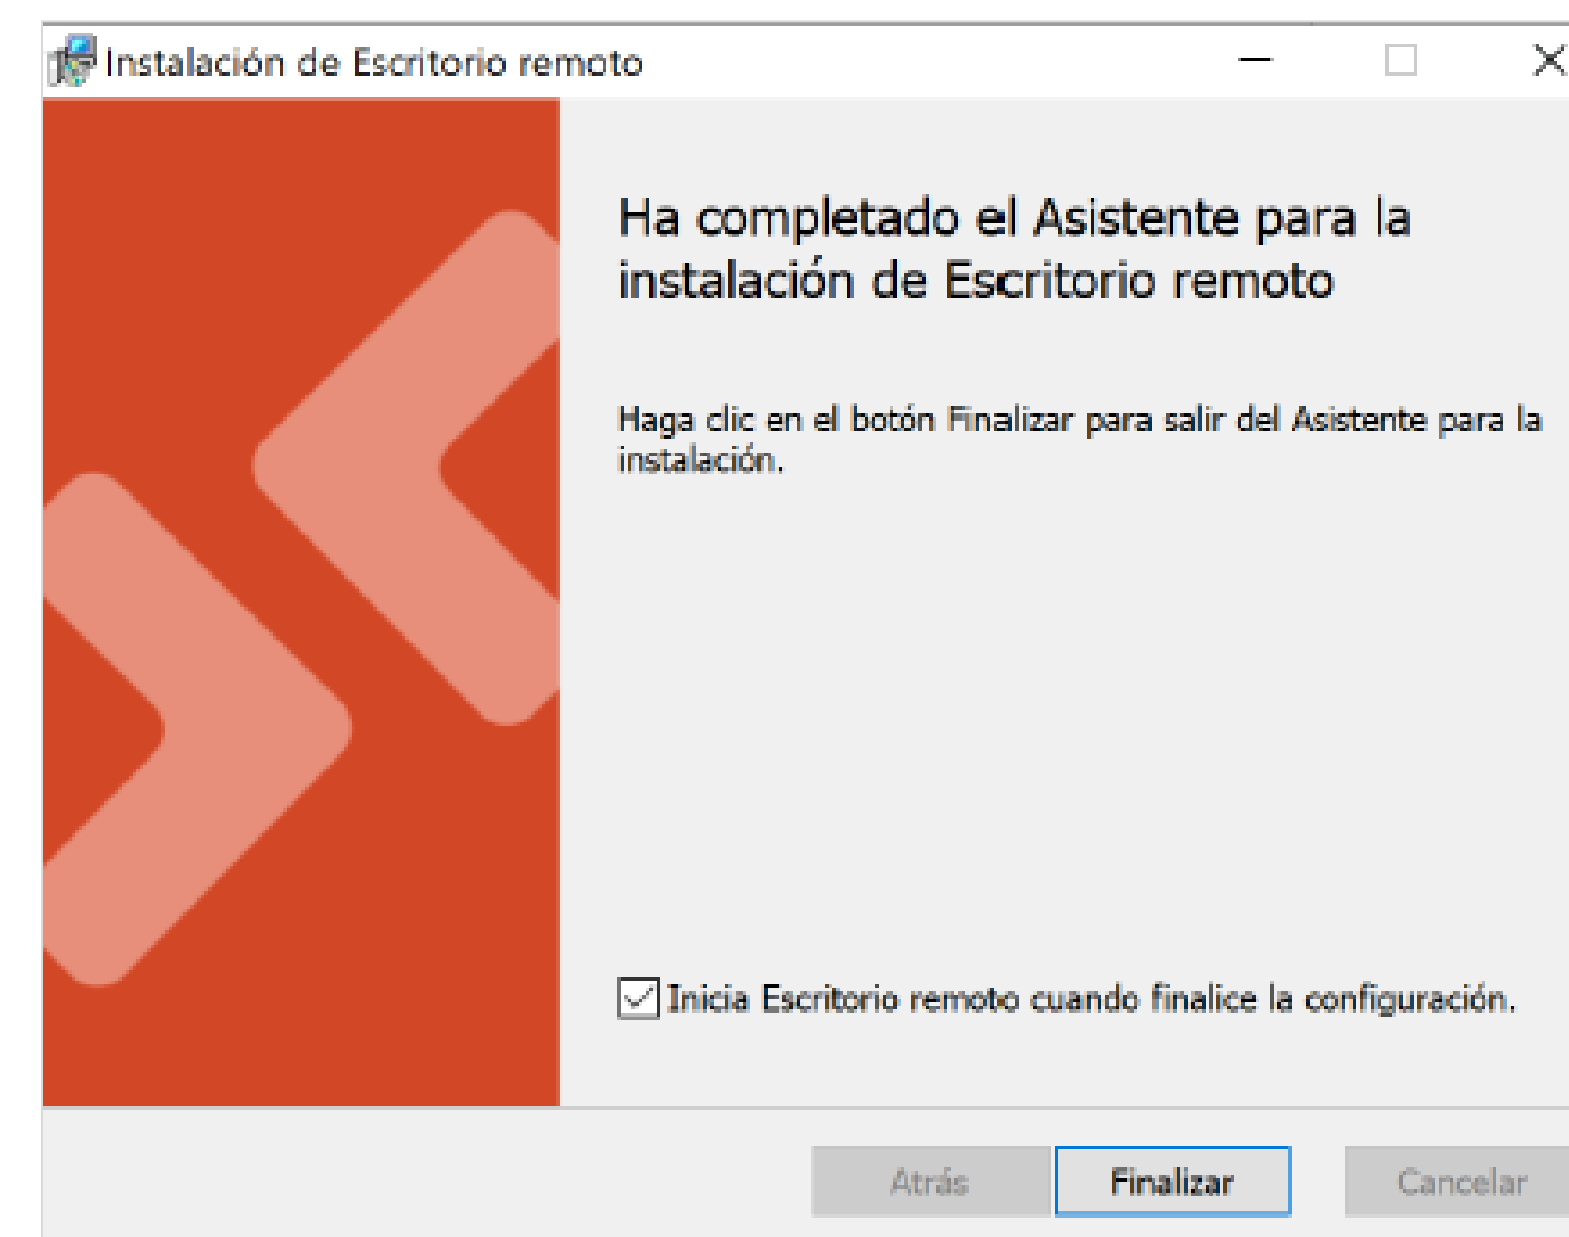 Instalación de Escritorio remoto
Ha completado el Asistente para la
instalación de Escritorio remoto
Haga clic en el botón Finalizar para salir del Asistente para la
instalación.
Inicia Escritorio remoto cuando finalice la configuración.
Atrás
Finalizar
Cancelar